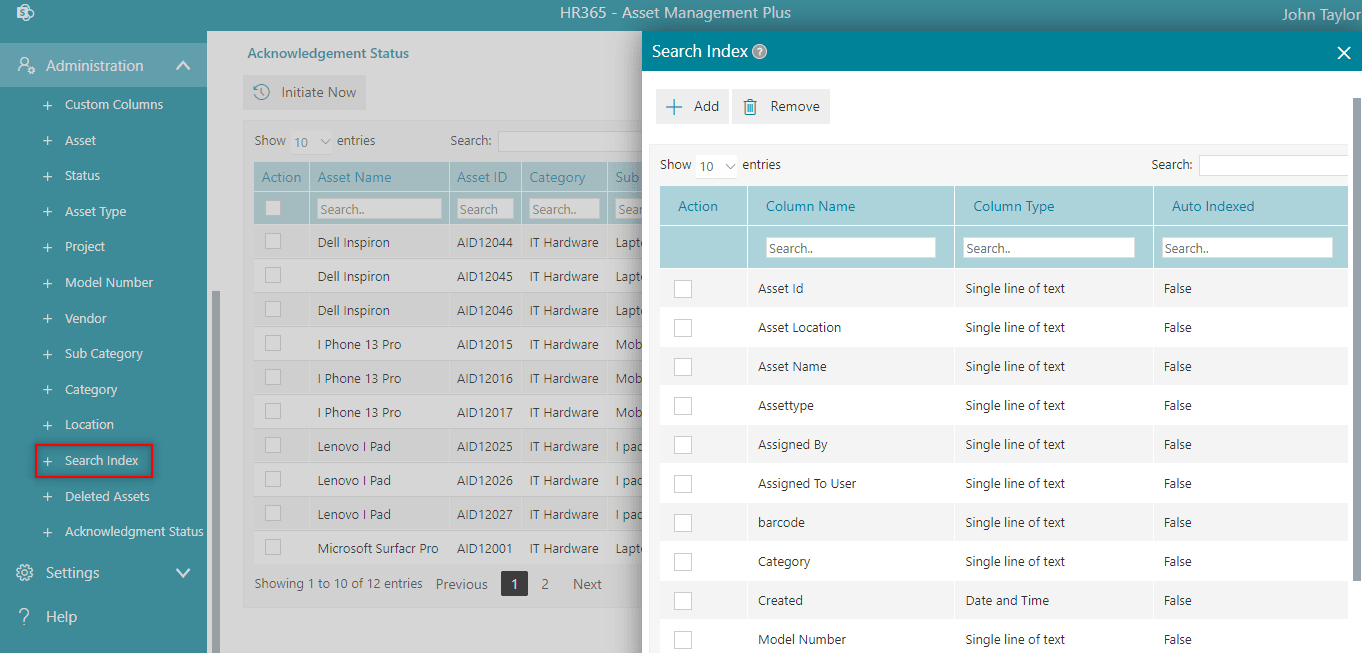 HR365 - Asset Management Plus
John Taylor
Administration
+ Custom Columns
+ Asset
+ Status
+ Asset Type
+ Project
+ Model Number
+ Vendor
+ Sub Category
+ Category
+ Location
+ Search Index
+ Deleted Assets
+ Acknowledgment Status
Settings
? Help
Acknowledgement Status
Initiate Now
Show 10 entries Search:
Action Asset Name Asset ID Category Sub
Search.. Search Search.. Sear
Dell Inspiron AID12044 IT Hardware Lapto
Dell Inspiron AID12045 IT Hardware Lapto
Dell Inspiron AID12046 IT Hardware Lapto
I Phone 13 Pro AID12015 IT Hardware Mob
I Phone 13 Pro AID12016 IT Hardware Mob
I Phone 13 Pro AID12017 IT Hardware Mob
Lenovo I Pad AID12025 IT Hardware I pad
Lenovo I Pad AID12026 IT Hardware I pad
Lenovo I Pad AID12027 IT Hardware I pad
Microsoft Surfacr Pro AID12001 IT Hardware Lapto
Showing 1 to 10 of 12 entries Previous 1 2 Next
Search Index ?
+ Add Remove
Show 10 entries Search:
Action Column Name Column Type Auto Indexed
Search.. Search.. Search..
Asset Id Single line of text False
Asset Location Single line of text False
Asset Name Single line of text False
Assettype Single line of text False
Assigned By Single line of text False
Assigned To User Single line of text False
barcode Single line of text False
Category Single line of text False
Created Date and Time False
Model Number Single line of text False